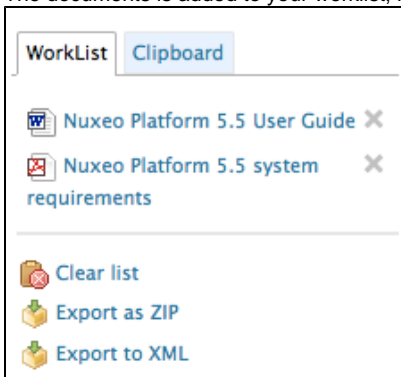 The documents is added to your worklist,
WorkList Clipboard
Nuxeo Platform 5.5 User Guide
Nuxeo Platform 5.5 system
requirements
Clear list
Export as ZIP
Export to XML